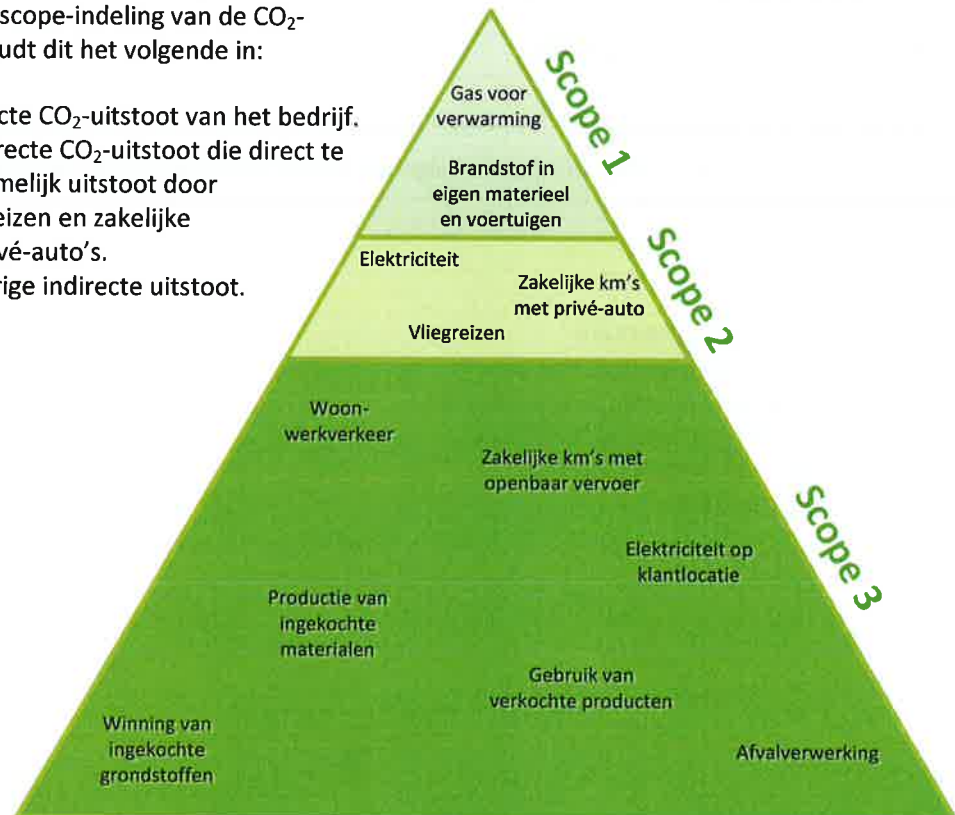 scope-indeling van de CO₂-
udt dit het volgende in:
cte CO₂-uitstoot van het bedrijf.
recte CO₂-uitstoot die direct te
melijk uitstoot door
eizen en zakelijke
vé-auto's.
rige indirecte uitstoot.
Scope 1
Gas voor
verwarming
Brandstof in
eigen materieel
en voertuigen
Scope 2
Elektriciteit
Zakelijke km's
met privé-auto
Vliegreizen
Scope 3
Woon-
werkverkeer
Zakelijke km's met
openbaar vervoer
Elektriciteit op
klantlocatie
Productie van
ingekochte
materialen
Gebruik van
verkochte producten
Winning van
ingekochte
grondstoffen
Afvalverwerking